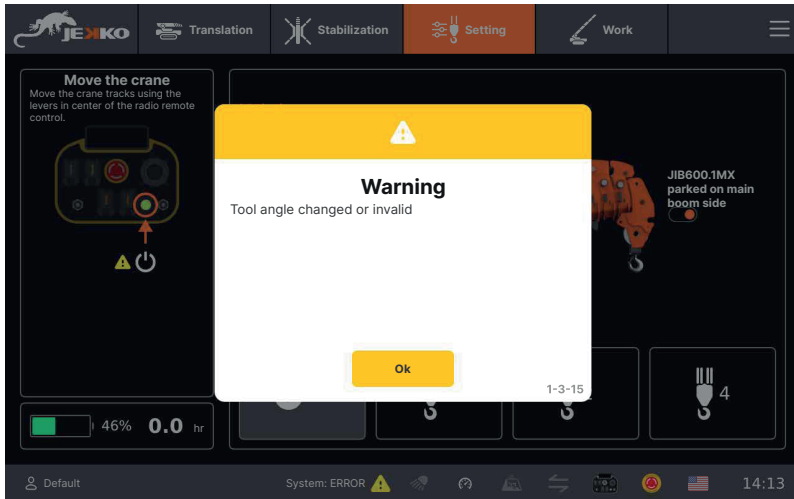 JEKKO
Translation
Stabilization
Setting
Work
Move the crane
Move the crane tracks using the
levers in center of the radio remote
control.
Warning
Tool angle changed or invalid
JIB600.1MX
parked on main
boom side
Ok
1-3-15
4
46%
0.0 hr
Default
System: ERROR
14:13